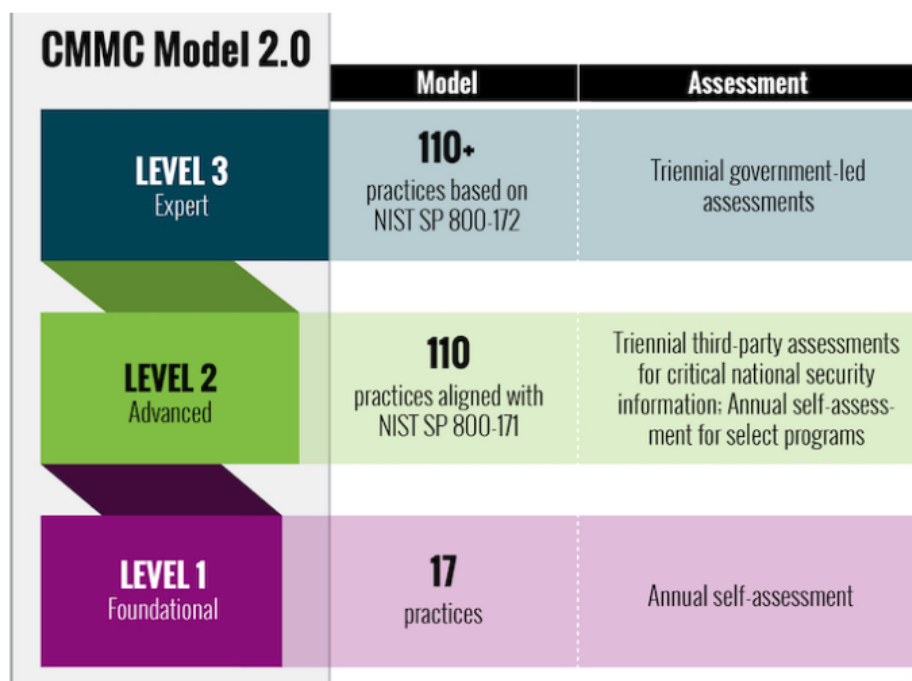 CMMC Model 2.0
Model
Assessment
LEVEL 3
Expert
110+
practices based on
NIST SP 800-172
Triennial government-led
assessments
LEVEL 2
Advanced
110
practices aligned with
NIST SP 800-171
Triennial third-party assessments
for critical national security
information; Annual self-assess-
ment for select programs
LEVEL 1
Foundational
17
practices
Annual self-assessment